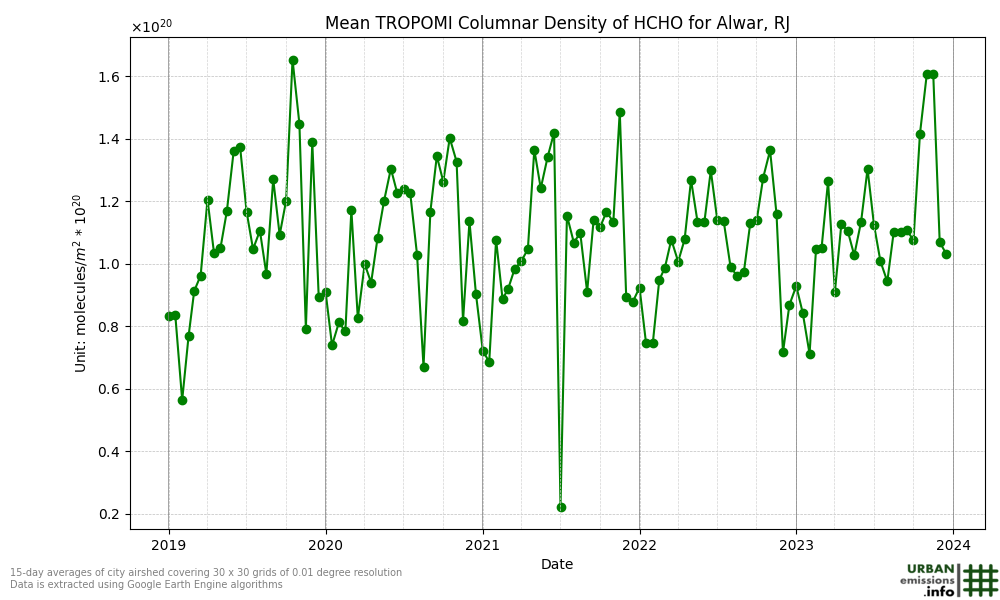 Mean TROPOMI Columnar Density of HCHO for Alwar, RJ
×10²⁰
1.6
1.4
1.2
1.0
0.8
0.6
0.4
0.2
Unit: molecules/m² * 10²⁰
2019 2020 2021 2022 2023 2024
Date
15-day averages of city airshed covering 30 x 30 grids of 0.01 degree resolution
Data is extracted using Google Earth Engine algorithms
URBAN
emissions
.info